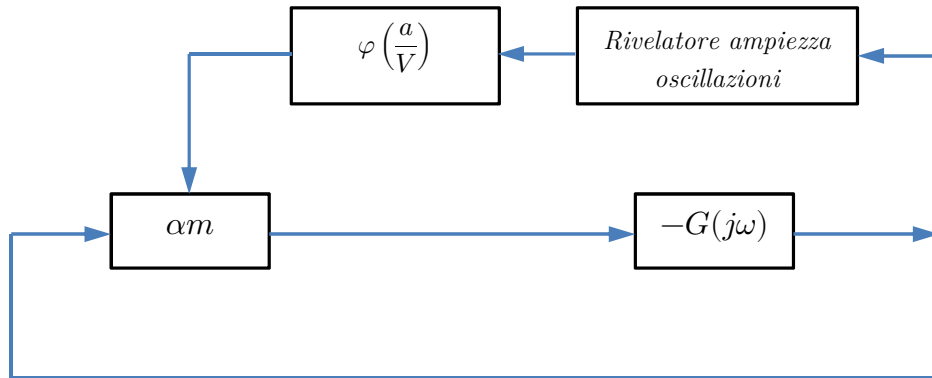 φ(a/V)
Rivelatore ampiezza
oscillazioni
αm
−G(jω)